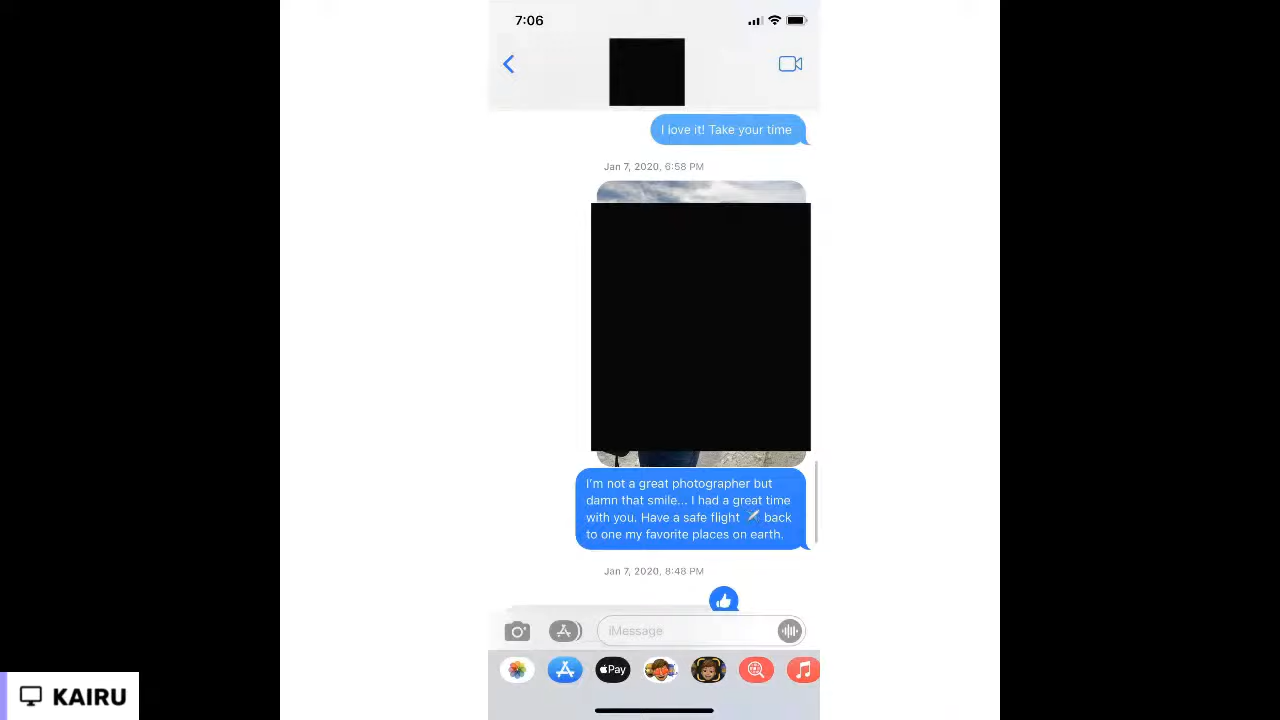 7:06
I love it! Take your time
Jan 7, 2020, 6:58 PM
I'm not a great photographer but
damn that smile... I had a great time
with you. Have a safe flight ✈️ back
to one my favorite places on earth.
Jan 7, 2020, 8:48 PM
iMessage
Pay
KAIRU